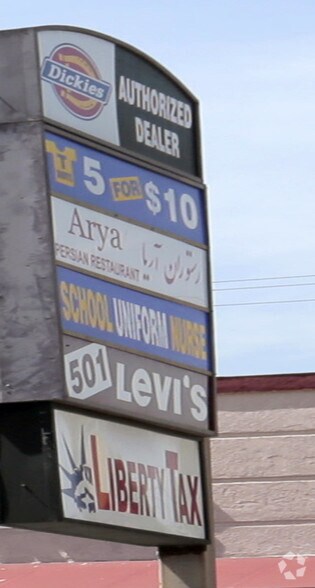 Dickies
AUTHORIZED
DEALER
5 FOR $10
Arya رستوران آریا
PERSIAN RESTAURANT
SCHOOL UNIFORM NURSE
501 Levi's
LIBERTY TAX